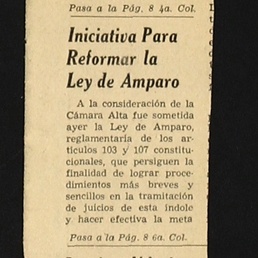 Pasa a la Pág. 8 4a. Col.
Iniciativa Para
Reformar la
Ley de Amparo
A la consideración de la
Cámara Alta fue sometida
ayer la Ley de Amparo,
reglamentaria de los ar-
tículos 103 y 107 consti-
tucionales, que persiguen la
finalidad de lograr proce-
dimientos más breves y
sencillos en la tramitación
de juicios de esta índole
y hacer efectiva la meta
Pasa a la Pág. 8 6a. Col.